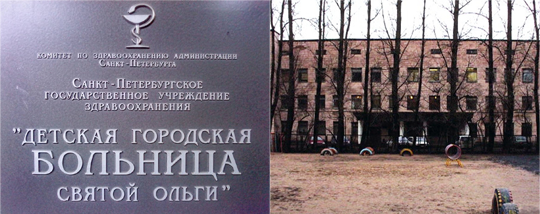 КОМИТЕТ ПО ЗДРАВООХРАНЕНИЮ АДМИНИСТРАЦИИ
САНКТ-ПЕТЕРБУРГА
САНКТ-ПЕТЕРБУРГСКОЕ
ГОСУДАРСТВЕННОЕ УЧРЕЖДЕНИЕ
ЗДРАВООХРАНЕНИЯ
"ДЕТСКАЯ ГОРОДСКАЯ
БОЛЬНИЦА
СВЯТОЙ ОЛЬГИ"